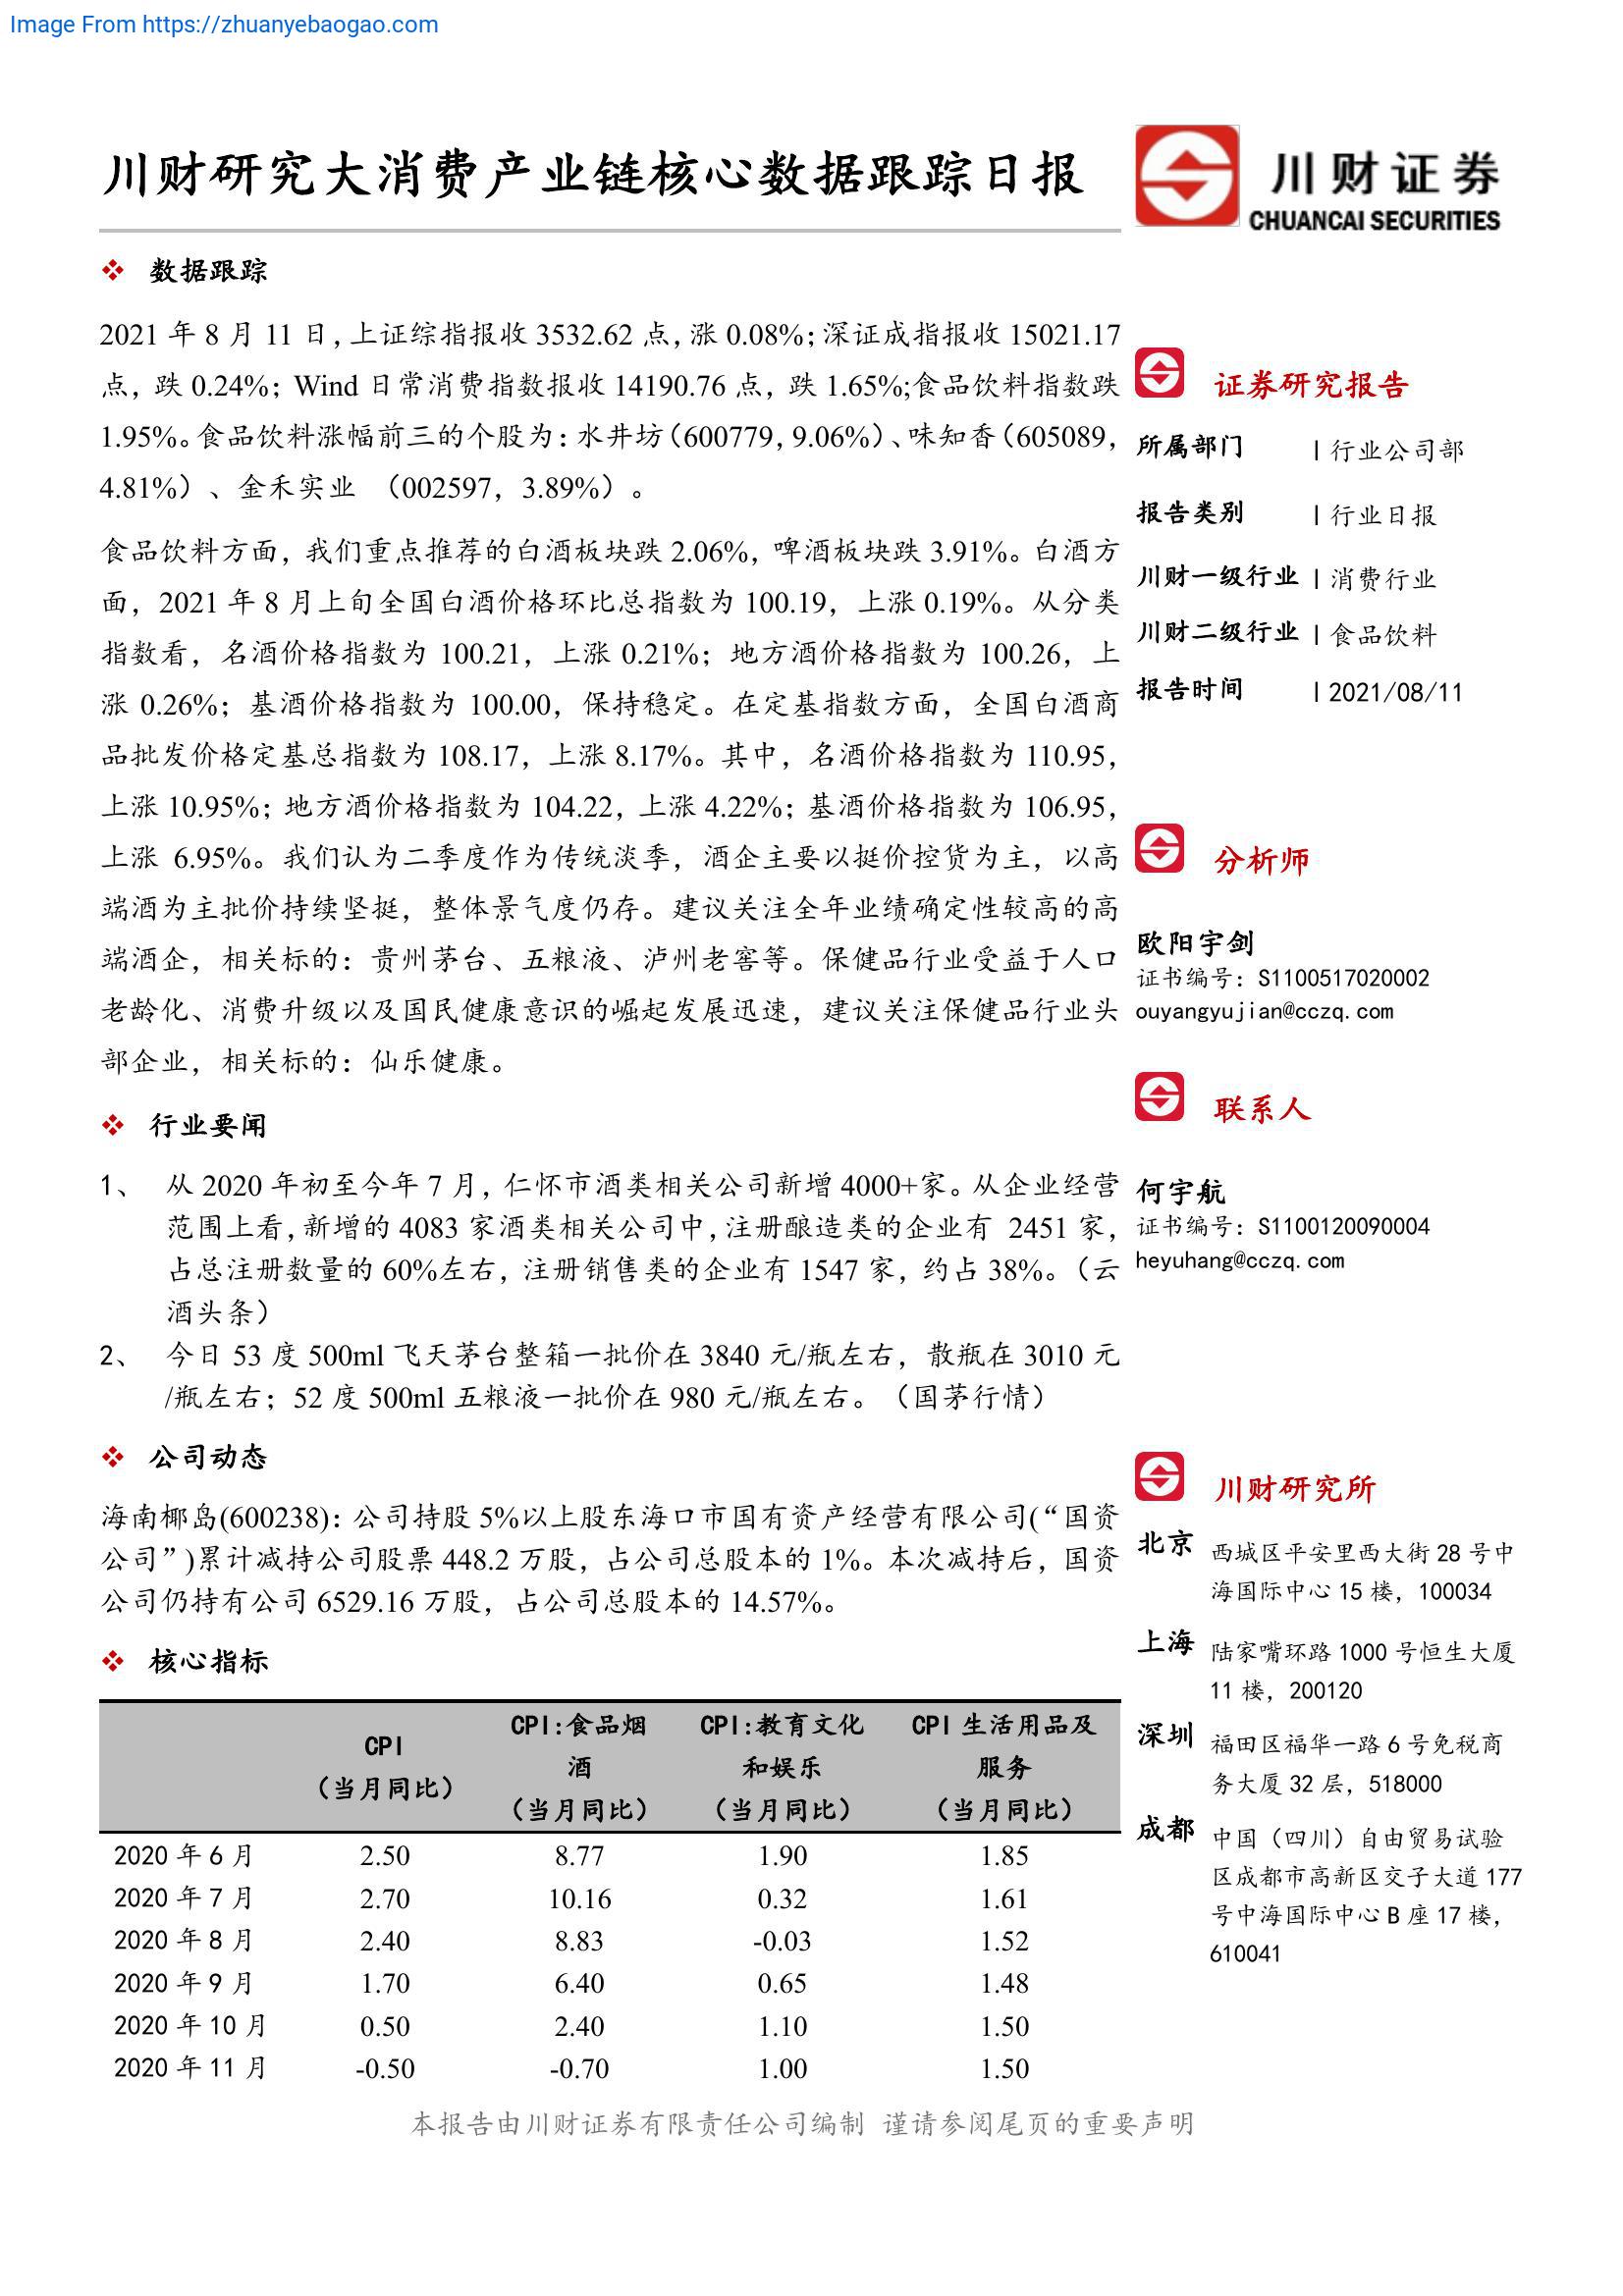 Image From https://zhuanyebaogao.com
川财研究大消费产业链核心数据跟踪日报
川财证券
CHUANCAI SECURITIES
❖ 数据跟踪
2021 年 8 月 11 日，上证综指报收 3532.62 点，涨 0.08%；深证成指报收 15021.17
点，跌 0.24%；Wind 日常消费指数报收 14190.76 点，跌 1.65%;食品饮料指数跌
1.95%。食品饮料涨幅前三的个股为：水井坊（600779，9.06%）、味知香（605089，
4.81%）、金禾实业 （002597，3.89%）。
食品饮料方面，我们重点推荐的白酒板块跌 2.06%，啤酒板块跌 3.91%。白酒方
面，2021 年 8 月上旬全国白酒价格环比总指数为 100.19，上涨 0.19%。从分类
指数看，名酒价格指数为 100.21，上涨 0.21%；地方酒价格指数为 100.26，上
涨 0.26%；基酒价格指数为 100.00，保持稳定。在定基指数方面，全国白酒商
品批发价格定基总指数为 108.17，上涨 8.17%。其中，名酒价格指数为 110.95，
上涨 10.95%；地方酒价格指数为 104.22，上涨 4.22%；基酒价格指数为 106.95，
上涨 6.95%。我们认为二季度作为传统淡季，酒企主要以挺价控货为主，以高
端酒为主批价持续坚挺，整体景气度仍存。建议关注全年业绩确定性较高的高
端酒企，相关标的：贵州茅台、五粮液、泸州老窖等。保健品行业受益于人口
老龄化、消费升级以及国民健康意识的崛起发展迅速，建议关注保健品行业头
部企业，相关标的：仙乐健康。
❖ 行业要闻
1、 从 2020 年初至今年 7 月，仁怀市酒类相关公司新增 4000+家。从企业经营
范围上看，新增的 4083 家酒类相关公司中，注册酿造类的企业有 2451 家，
占总注册数量的 60%左右，注册销售类的企业有 1547 家，约占 38%。（云
酒头条）
2、 今日 53 度 500ml 飞天茅台整箱一批价在 3840 元/瓶左右，散瓶在 3010 元
/瓶左右；52 度 500ml 五粮液一批价在 980 元/瓶左右。（国茅行情）
❖ 公司动态
海南椰岛(600238)：公司持股 5%以上股东海口市国有资产经营有限公司(“国资
公司”)累计减持公司股票 448.2 万股，占公司总股本的 1%。本次减持后，国资
公司仍持有公司 6529.16 万股，占公司总股本的 14.57%。
❖ 核心指标
CPI （当月同比） CPI:食品烟酒 （当月同比） CPI:教育文化和娱乐 （当月同比） CPI 生活用品及服务 （当月同比）
2020 年 6 月 2.50 8.77 1.90 1.85
2020 年 7 月 2.70 10.16 0.32 1.61
2020 年 8 月 2.40 8.83 -0.03 1.52
2020 年 9 月 1.70 6.40 0.65 1.48
2020 年 10 月 0.50 2.40 1.10 1.50
2020 年 11 月 -0.50 -0.70 1.00 1.50
证券研究报告
所属部门 | 行业公司部
报告类别 | 行业日报
川财一级行业 | 消费行业
川财二级行业 | 食品饮料
报告时间 | 2021/08/11
分析师
欧阳宇剑
证书编号：S1100517020002
ouyangyujian@cczq.com
联系人
何宇航
证书编号：S1100120090004
heyuhang@cczq.com
川财研究所
北京 西城区平安里西大街 28 号中
海国际中心 15 楼，100034
上海 陆家嘴环路 1000 号恒生大厦
11 楼，200120
深圳 福田区福华一路 6 号免税商
务大厦 32 层，518000
成都 中国（四川）自由贸易试验
区成都市高新区交子大道 177
号中海国际中心 B 座 17 楼，
610041
本报告由川财证券有限责任公司编制 谨请参阅尾页的重要声明